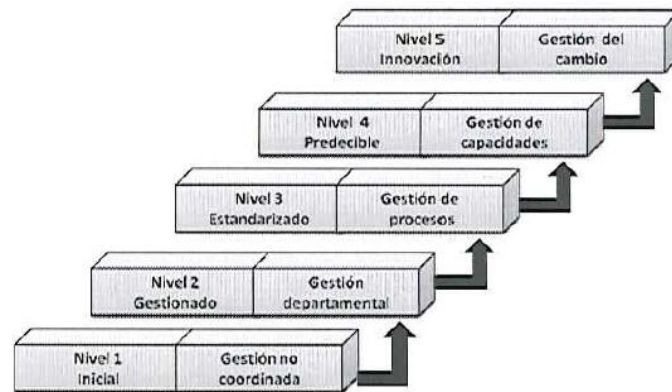 Nivel 5
Innovación
Gestión del
cambio
Nivel 4
Predecible
Gestión de
capacidades
Nivel 3
Estandarizado
Gestión de
procesos
Nivel 2
Gestionado
Gestión
departamental
Nivel 1
Inicial
Gestión no
coordinada